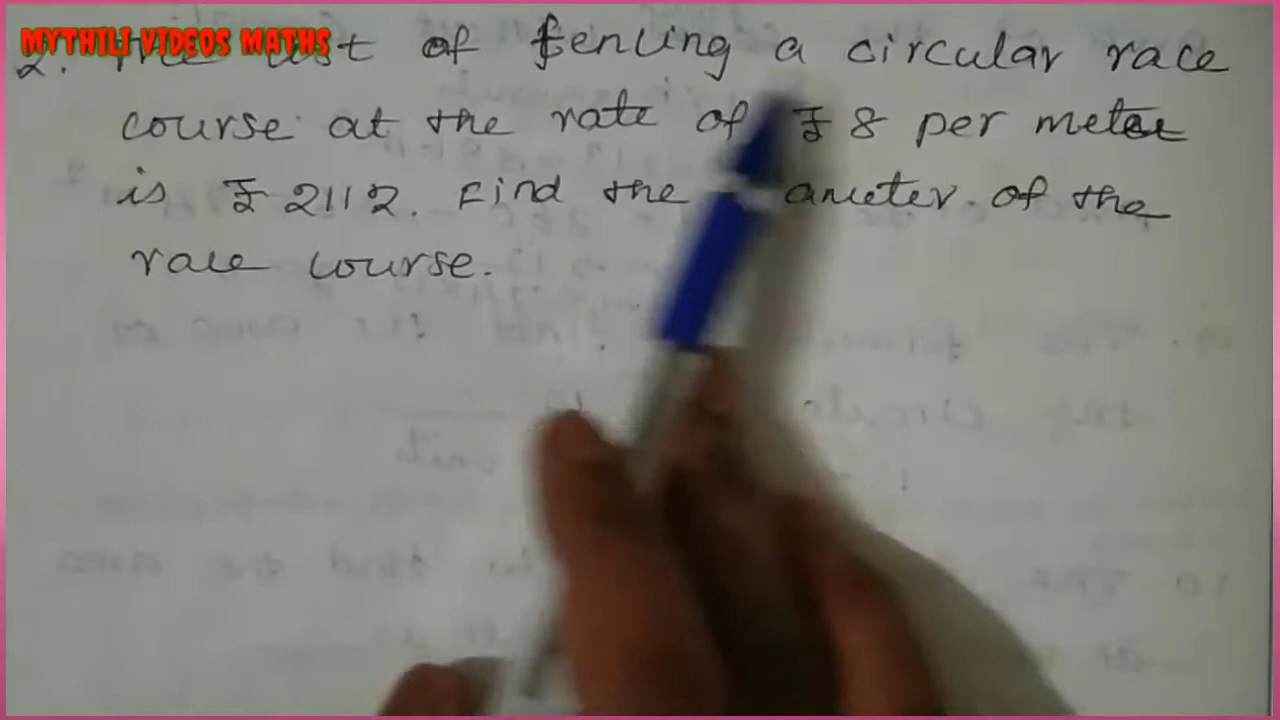 MYTHILI VIDEOS MATHS
2. of fencing a circular race
course at the rate of ₹ 8 per meter
is ₹ 2112. Find the of the
race course.